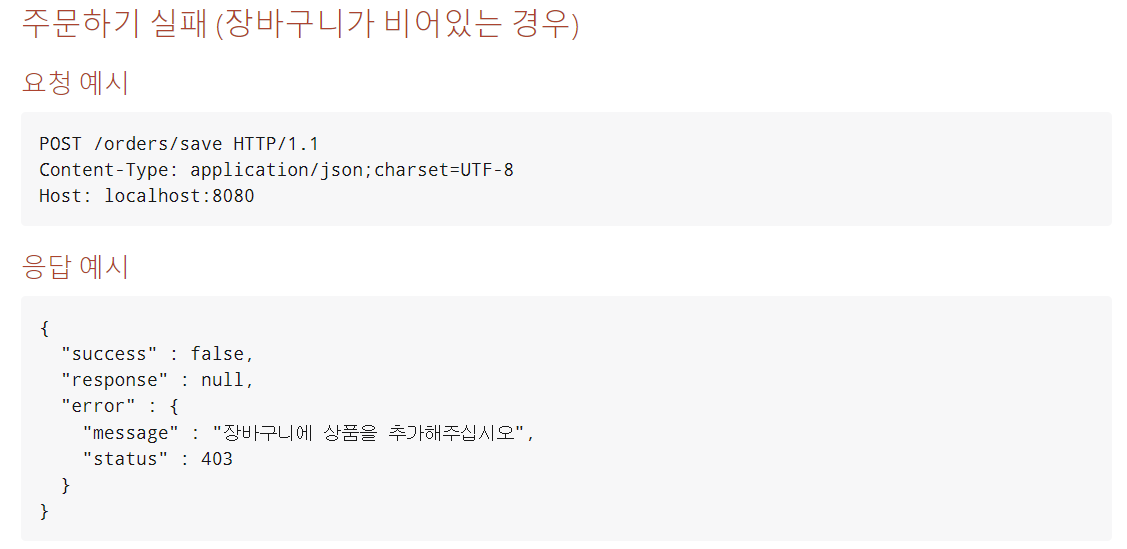 주문하기 실패 (장바구니가 비어있는 경우)
요청 예시
POST /orders/save HTTP/1.1
Content-Type: application/json;charset=UTF-8
Host: localhost:8080
응답 예시
{
  "success" : false,
  "response" : null,
  "error" : {
    "message" : "장바구니에 상품을 추가해주십시오",
    "status" : 403
  }
}